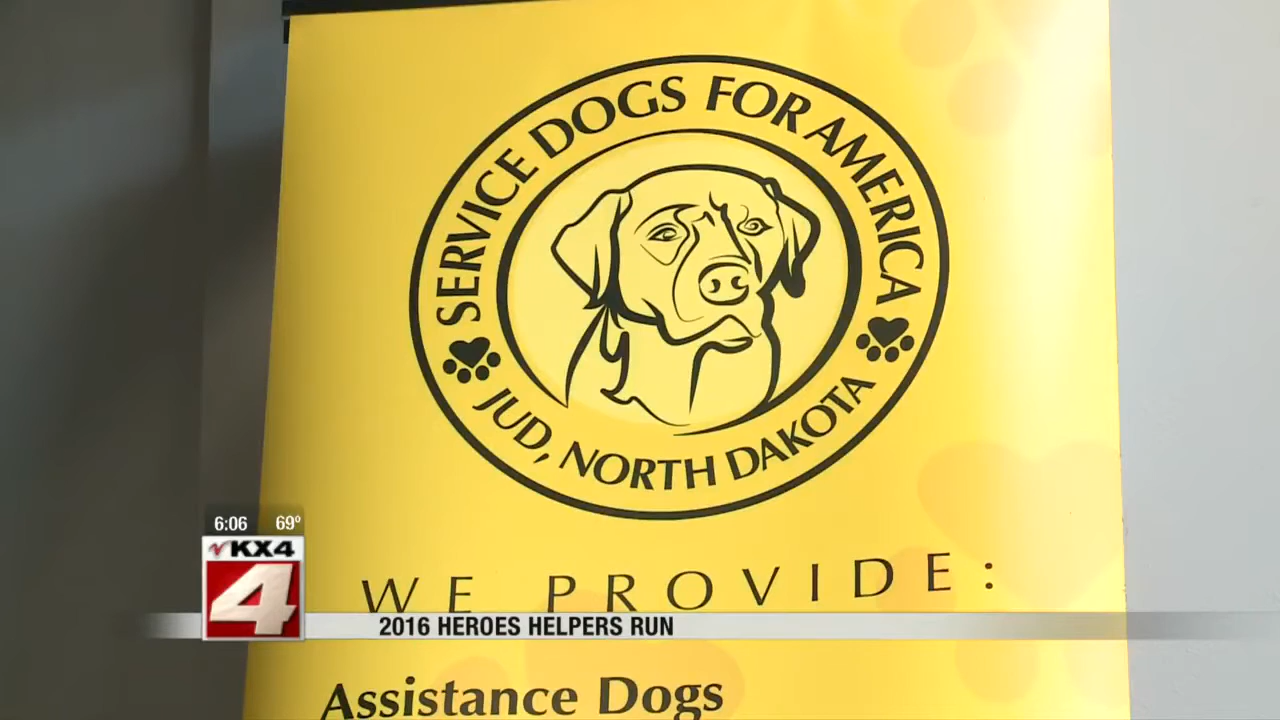 SERVICE DOGS FOR AMERICA
JUD, NORTH DAKOTA
WE PROVIDE:
Assistance Dogs
6:06 69°
KX4
4
2016 HEROES HELPERS RUN